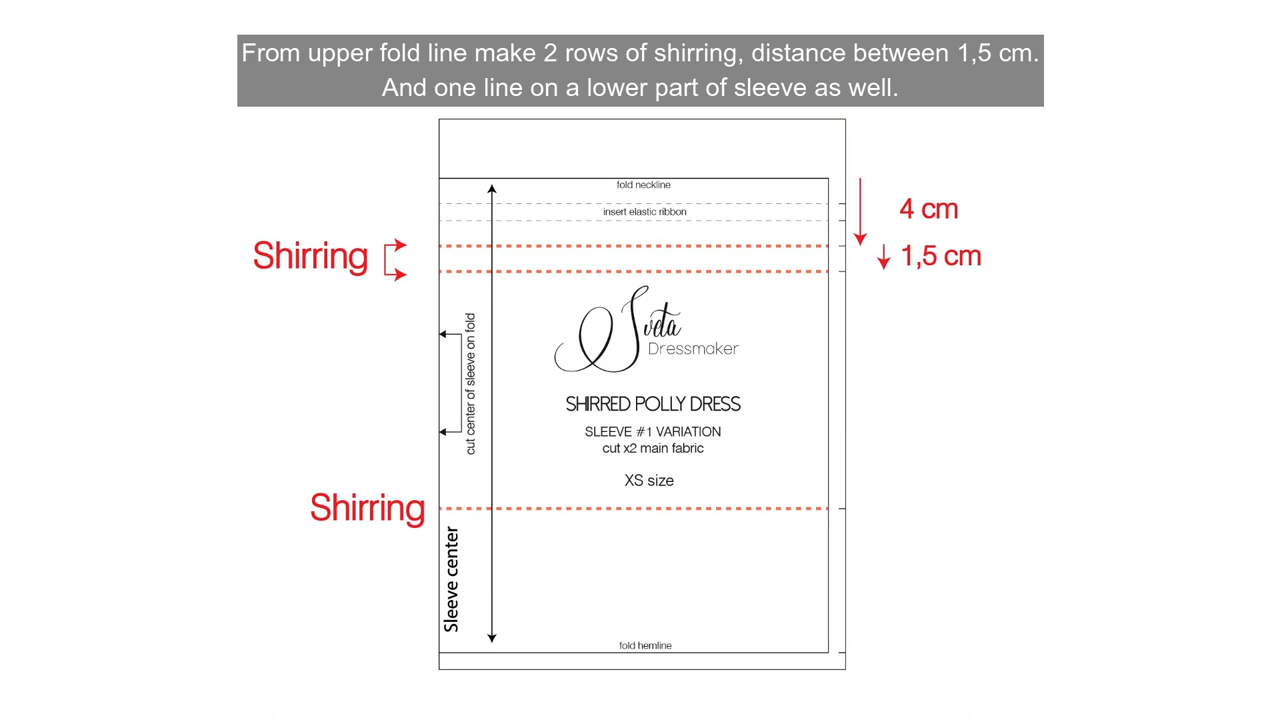 From upper fold line make 2 rows of shirring, distance between 1,5 cm.
And one line on a lower part of sleeve as well.
fold neckline
insert elastic ribbon
4 cm
Shirring
1,5 cm
Sveta
Dressmaker
cut center of sleeve on fold
SHIRRED POLLY DRESS
SLEEVE #1 VARIATION
cut x2 main fabric
XS size
Shirring
Sleeve center
fold hemline